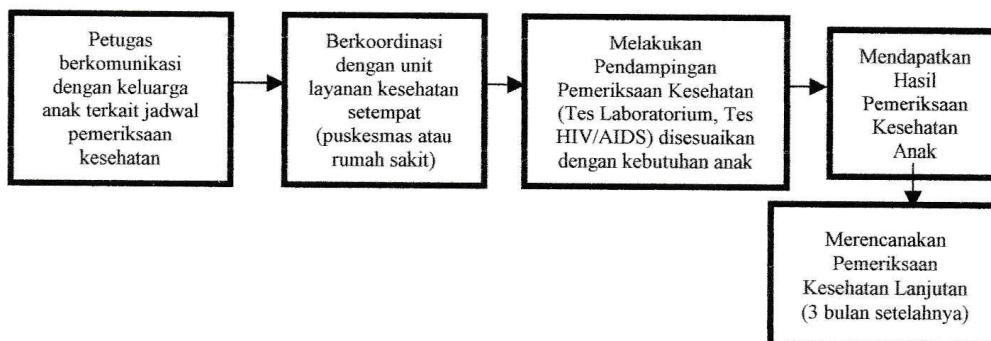 Petugas
berkomunikasi
dengan keluarga
anak terkait jadwal
pemeriksaan
kesehatan
Berkoordinasi
dengan unit
layanan kesehatan
setempat
(puskesmas atau
rumah sakit)
Melakukan
Pendampingan
Pemeriksaan Kesehatan
(Tes Laboratorium, Tes
HIV/AIDS) disesuaikan
dengan kebutuhan anak
Mendapatkan
Hasil
Pemeriksaan
Kesehatan
Anak
Merencanakan
Pemeriksaan
Kesehatan Lanjutan
(3 bulan setelahnya)